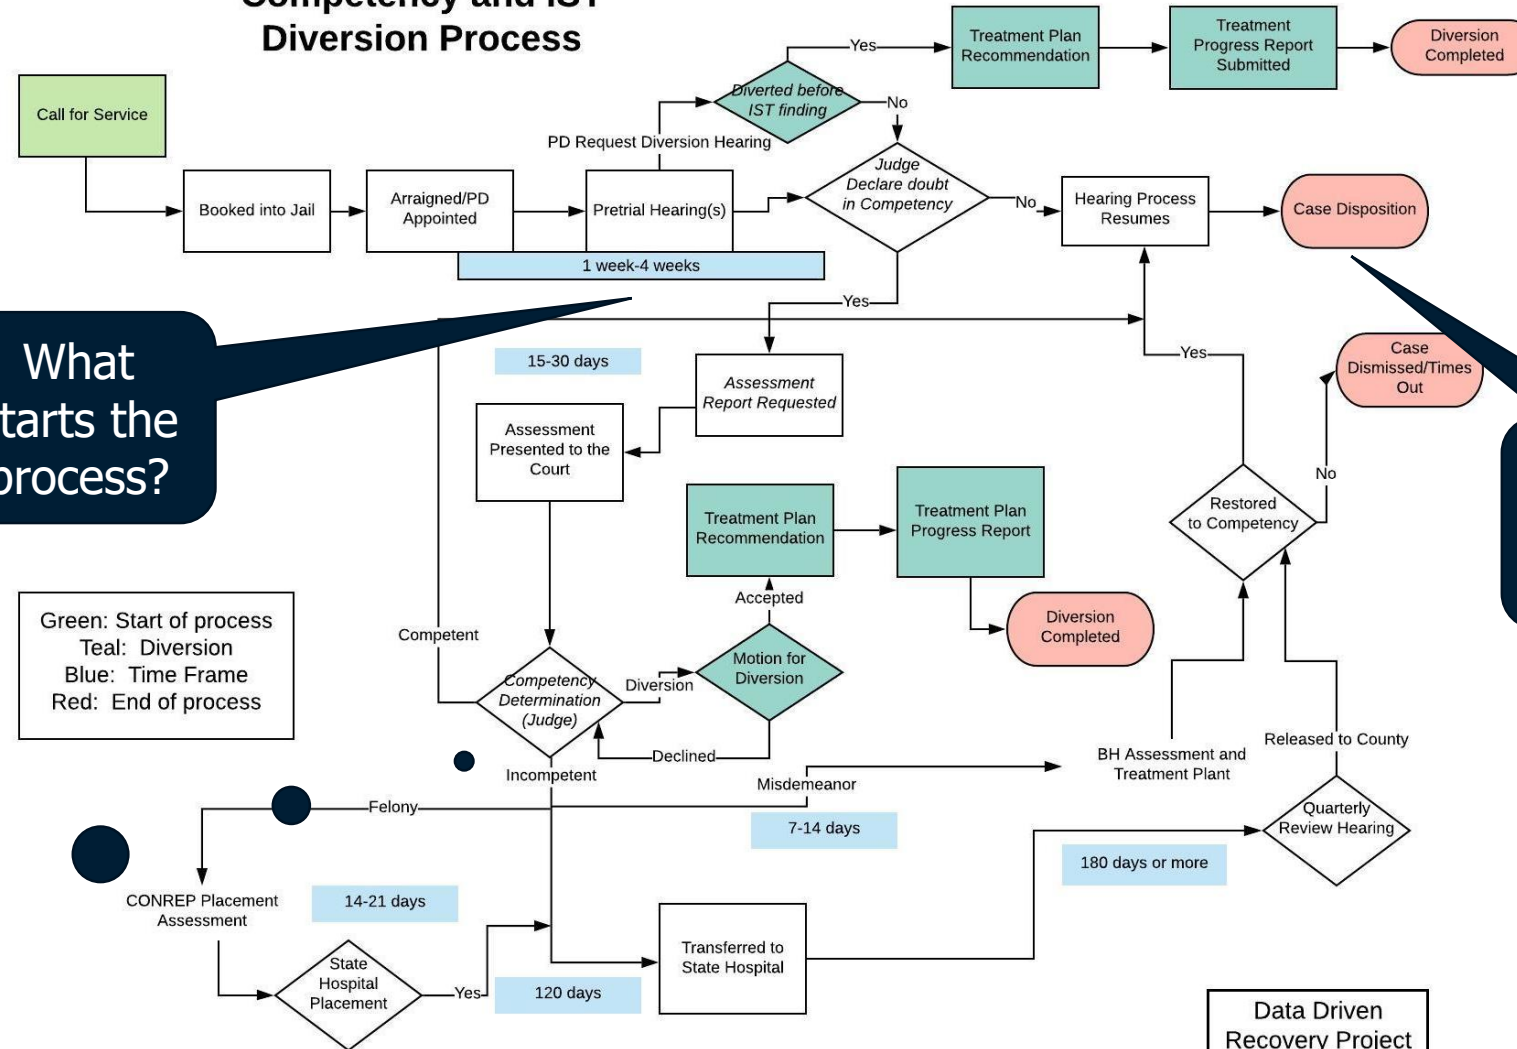 Competency and IST
Diversion Process
Call for Service
Booked into Jail
Arraigned/PD
Appointed
Pretrial Hearing(s)
1 week-4 weeks
PD Request Diversion Hearing
Diverted before
IST finding
Yes
No
Treatment Plan
Recommendation
Treatment
Progress Report
Submitted
Diversion
Completed
Judge
Declare doubt
in Competency
No
Hearing Process
Resumes
Case Disposition
Yes
What
tarts the
process?
15-30 days
Assessment
Report Requested
Assessment
Presented to the
Court
Yes
Case
Dismissed/Times
Out
No
Restored
to Competency
Treatment Plan
Recommendation
Treatment Plan
Progress Report
Accepted
Diversion
Completed
Green: Start of process
Teal: Diversion
Blue: Time Frame
Red: End of process
Competent
Competency
Determination
(Judge)
Diversion
Motion for
Diversion
Declined
Incompetent
Misdemeanor
7-14 days
BH Assessment and
Treatment Plant
Released to County
Quarterly
Review Hearing
180 days or more
Felony
CONREP Placement
Assessment
14-21 days
State
Hospital
Placement
Yes
120 days
Transferred to
State Hospital
Data Driven
Recovery Project